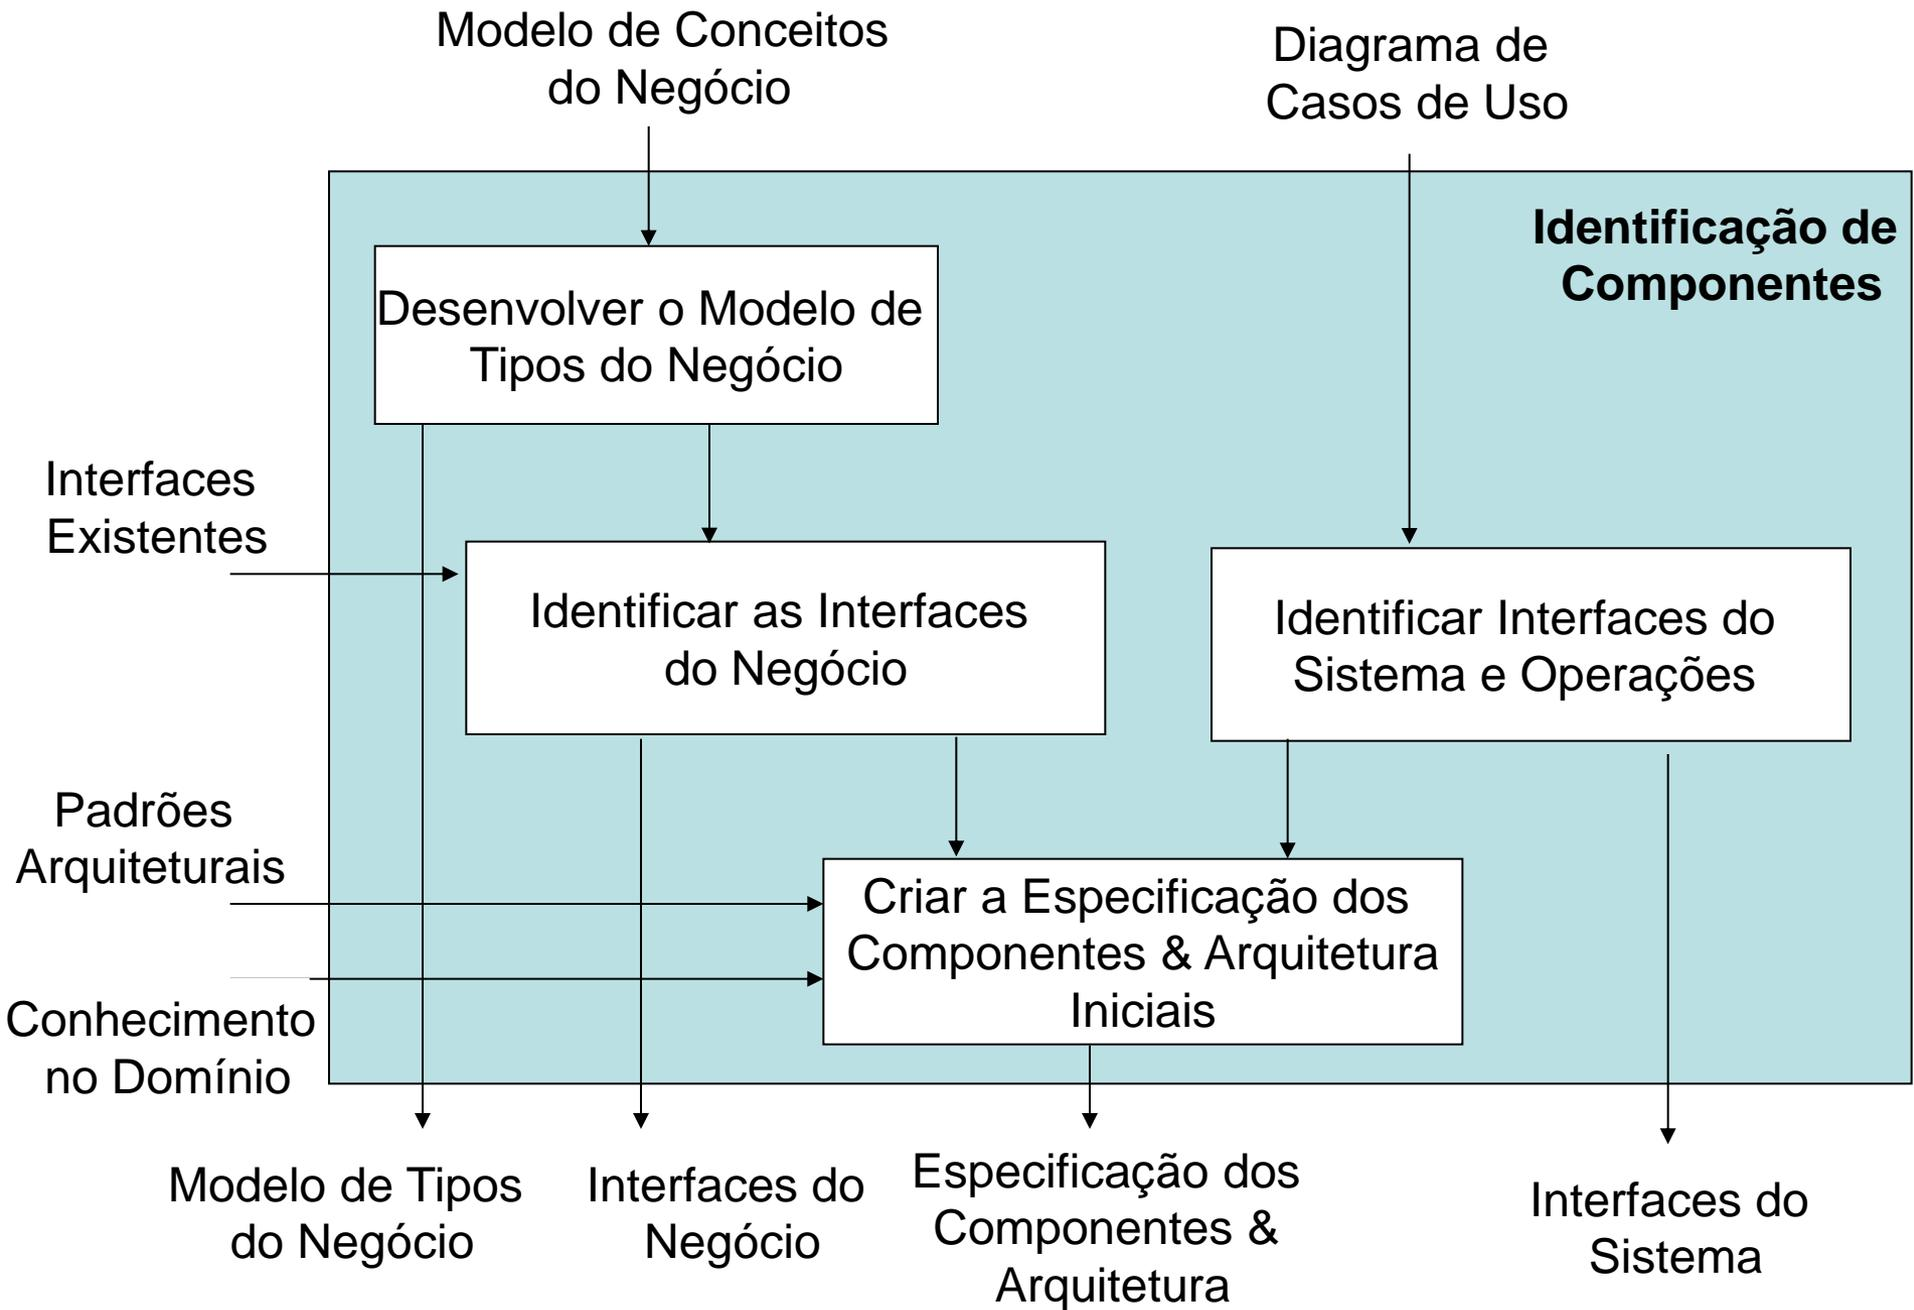 Modelo de Conceitos
do Negócio
Diagrama de
Casos de Uso
Identificação de
Componentes
Desenvolver o Modelo de
Tipos do Negócio
Interfaces
Existentes
Identificar as Interfaces
do Negócio
Identificar Interfaces do
Sistema e Operações
Padrões
Arquiteturais
Criar a Especificação dos
Componentes & Arquitetura
Iniciais
Conhecimento
no Domínio
Modelo de Tipos
do Negócio
Interfaces do
Negócio
Especificação dos
Componentes &
Arquitetura
Interfaces do
Sistema